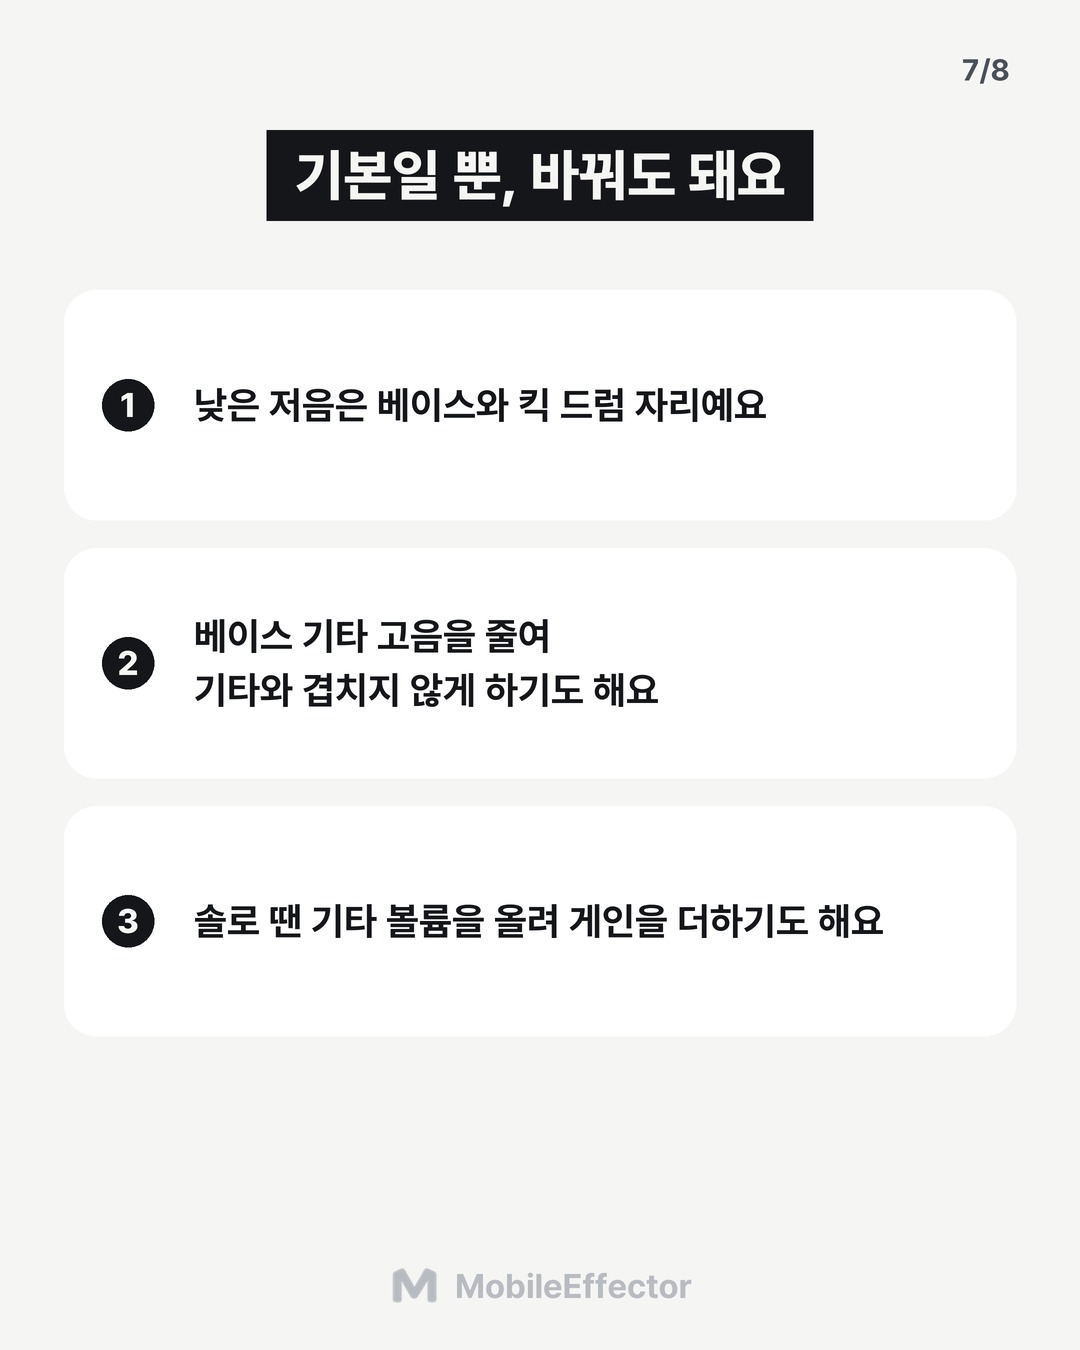 7/8
기본일 뿐, 바꿔도 돼요
1 낮은 저음은 베이스와 킥 드럼 자리예요
베이스 기타 고음을 줄여
2
기타와 겹치지 않게 하기도 해요
3 솔로 땐 기타 볼륨을 올려 게인을 더하기도 해요
MobileEffector